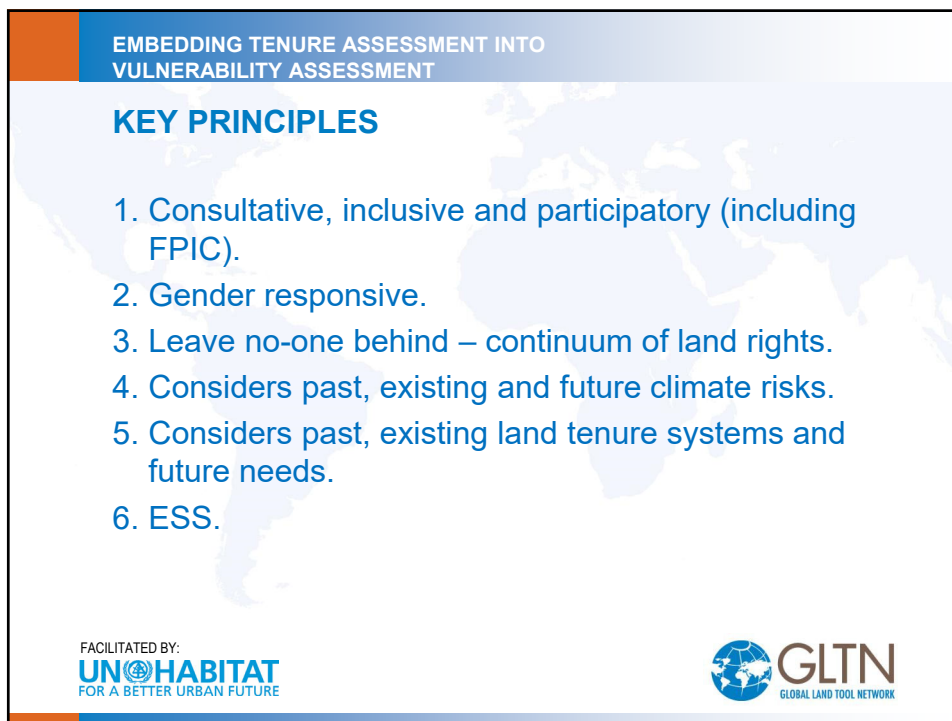 EMBEDDING TENURE ASSESSMENT INTO
VULNERABILITY ASSESSMENT
KEY PRINCIPLES
1. Consultative, inclusive and participatory (including
FPIC).
2. Gender responsive.
3. Leave no-one behind – continuum of land rights.
4. Considers past, existing and future climate risks.
5. Considers past, existing land tenure systems and
future needs.
6. ESS.
FACILITATED BY:
UN HABITAT
FOR A BETTER URBAN FUTURE
GLTN
GLOBAL LAND TOOL NETWORK